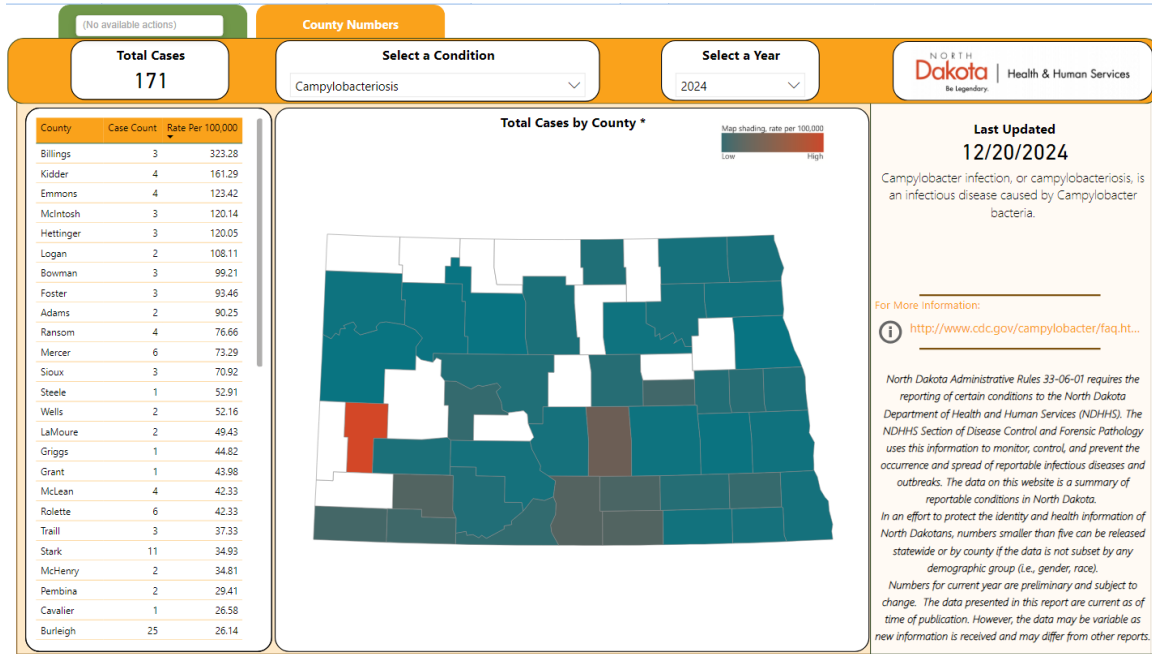 (No available actions)
County Numbers
Total Cases
171
Select a Condition
Campylobacteriosis
Select a Year
2024
NORTH
Dakota | Health & Human Services
Be Legendary.
County Case Count Rate Per 100,000
Billings 3 323.28
Kidder 4 161.29
Emmons 4 123.42
McIntosh 3 120.14
Hettinger 3 120.05
Logan 2 108.11
Bowman 3 99.21
Foster 3 93.46
Adams 2 90.25
Ransom 4 76.66
Mercer 6 73.29
Sioux 3 70.92
Steele 1 52.91
Wells 2 52.16
LaMoure 2 49.43
Griggs 1 44.82
Grant 1 43.98
McLean 4 42.33
Rolette 6 42.33
Traill 3 37.33
Stark 11 34.93
McHenry 2 34.81
Pembina 2 29.41
Cavalier 1 26.58
Burleigh 25 26.14
Total Cases by County *
Map shading, rate per 100,000
Low High
Last Updated
12/20/2024
Campylobacter infection, or campylobacteriosis, is
an infectious disease caused by Campylobacter
bacteria.
For More Information:
http://www.cdc.gov/campylobacter/faq.ht...
North Dakota Administrative Rules 33-06-01 requires the
reporting of certain conditions to the North Dakota
Department of Health and Human Services (NDHHS). The
NDHHS Section of Disease Control and Forensic Pathology
uses this information to monitor, control, and prevent the
occurrence and spread of reportable infectious diseases and
outbreaks. The data on this website is a summary of
reportable conditions in North Dakota.
In an effort to protect the identity and health information of
North Dakotans, numbers smaller than five can be released
statewide or by county if the data is not subset by any
demographic group (i.e., gender, race).
Numbers for current year are preliminary and subject to
change. The data presented in this report are current as of
time of publication. However, the data may be variable as
new information is received and may differ from other reports.